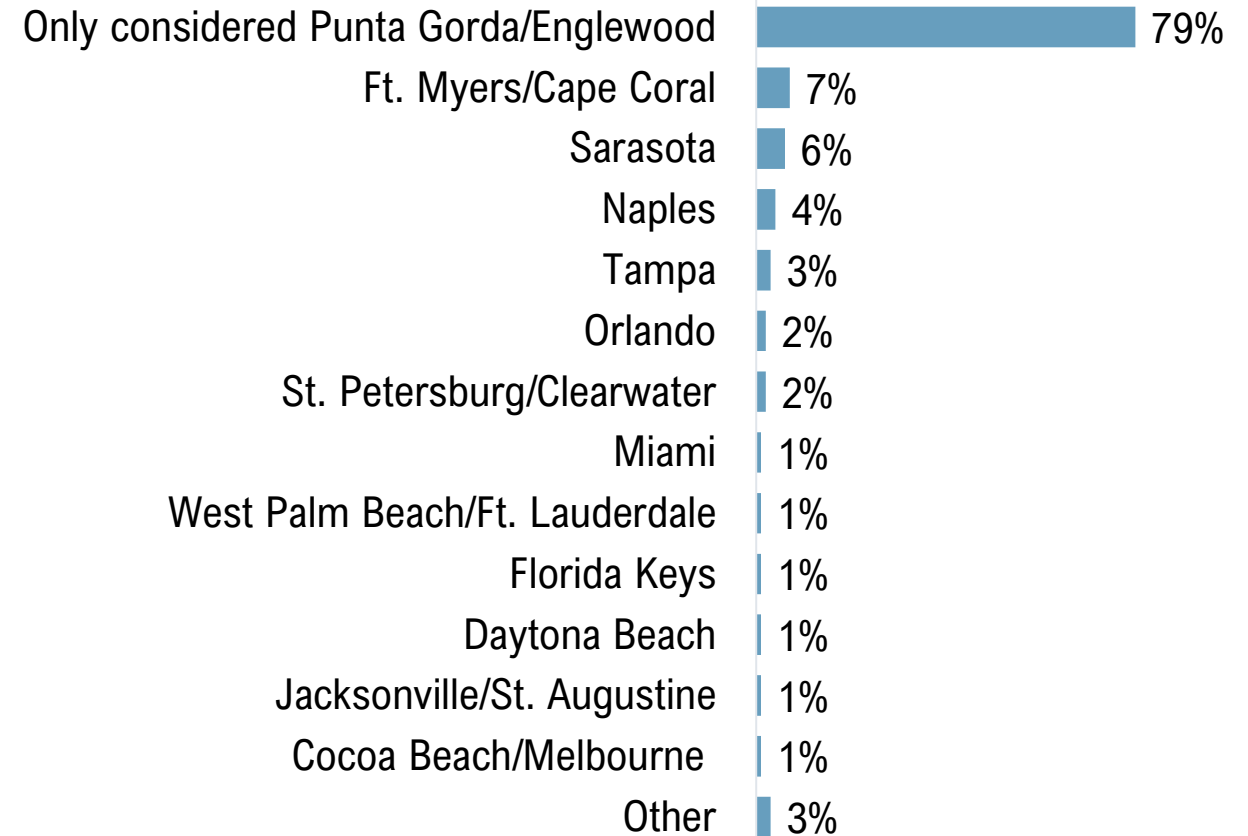 Only considered Punta Gorda/Englewood 79%
Ft. Myers/Cape Coral 7%
Sarasota 6%
Naples 4%
Tampa 3%
Orlando 2%
St. Petersburg/Clearwater 2%
Miami 1%
West Palm Beach/Ft. Lauderdale 1%
Florida Keys 1%
Daytona Beach 1%
Jacksonville/St. Augustine 1%
Cocoa Beach/Melbourne 1%
Other 3%